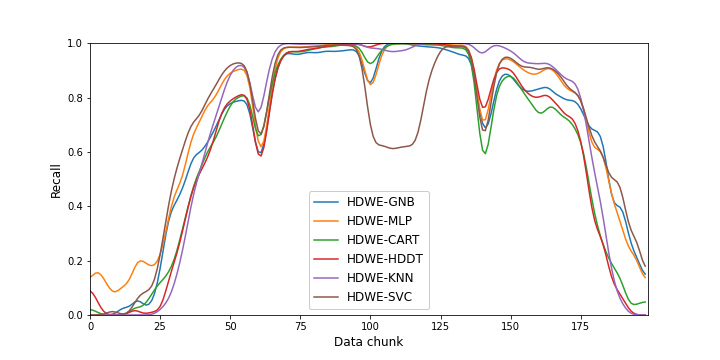 1.0
0.8
0.6
0.4
0.2
0.0
Recall
HDWE-GNB
HDWE-MLP
HDWE-CART
HDWE-HDDT
HDWE-KNN
HDWE-SVC
0 25 50 75 100 125 150 175
Data chunk